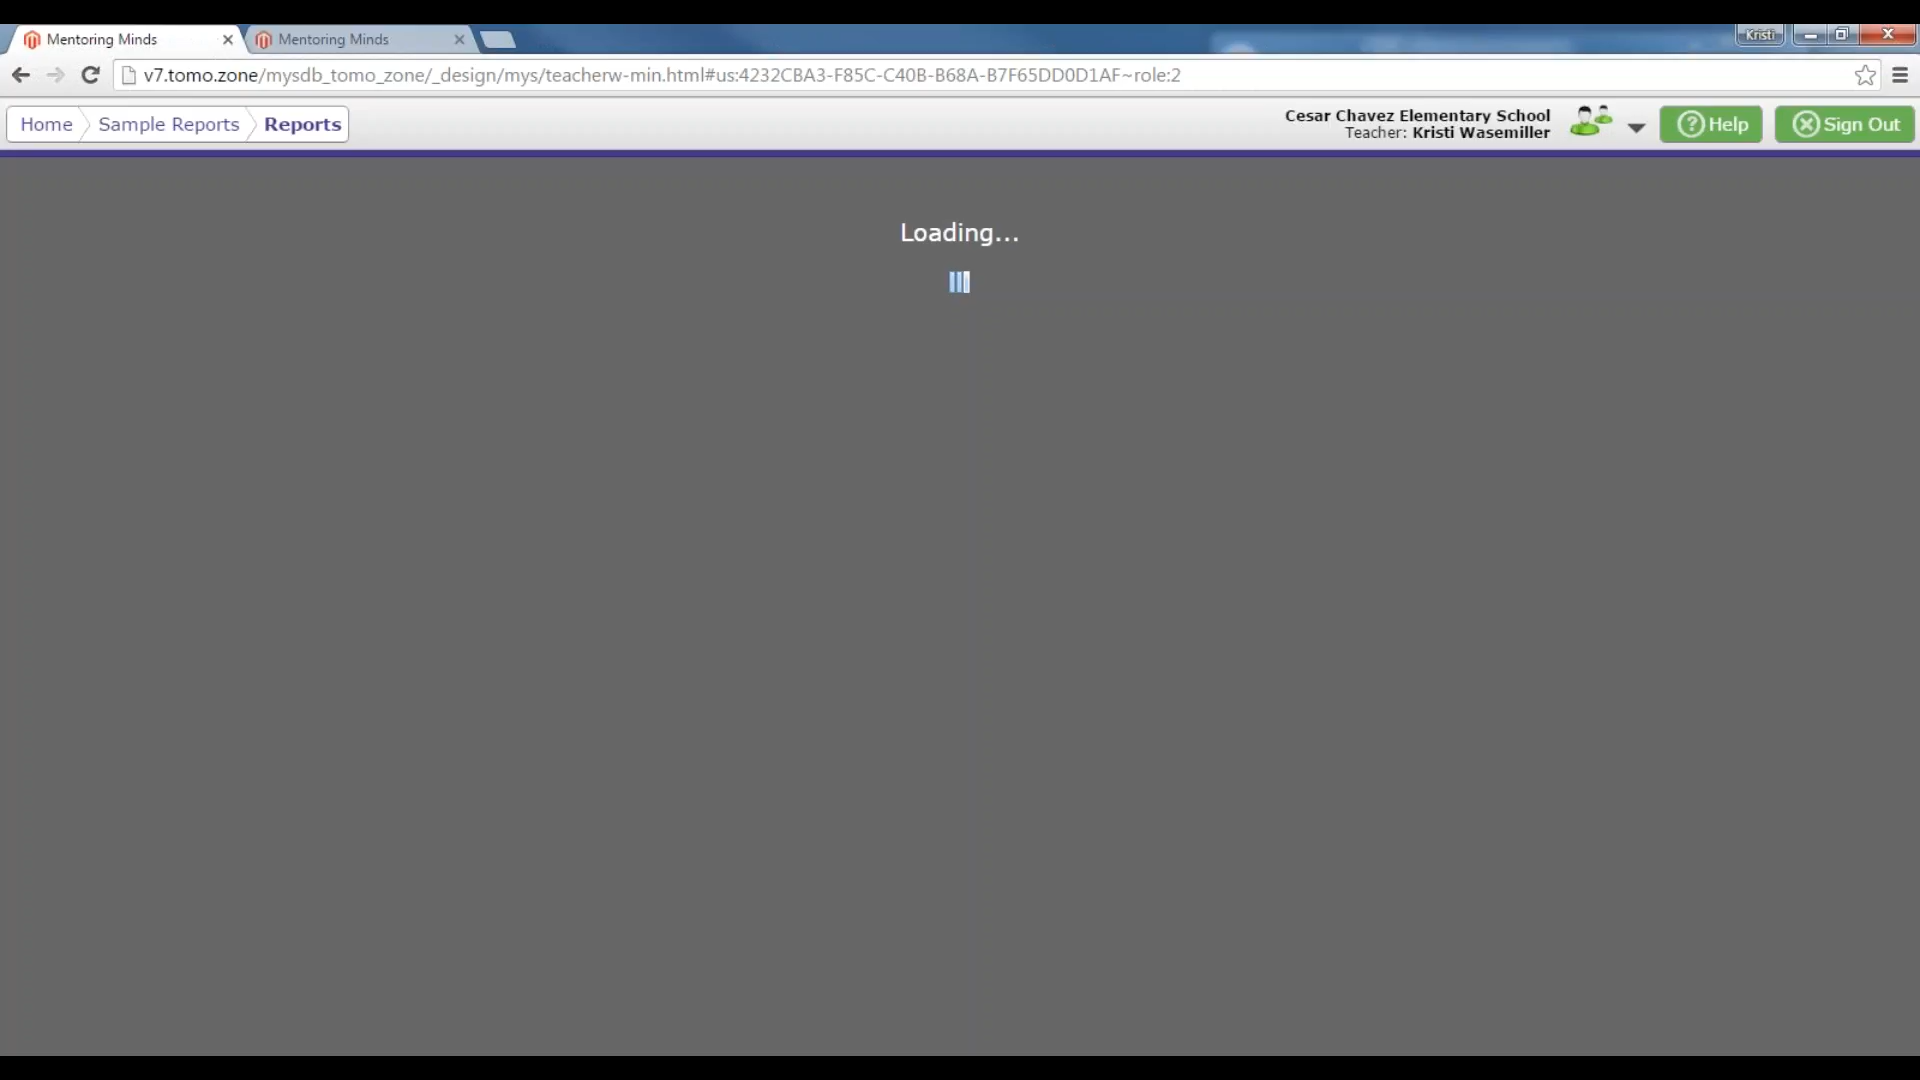 Mentoring Minds
Mentoring Minds
Kristi
v7.tomo.zone/mysdb_tomo_zone/_design/mys/teacherw-min.html#us:4232CBA3-F85C-C40B-B68A-B7F65DD0D1AF~role:2
Home Sample Reports Reports
Cesar Chavez Elementary School
Teacher: Kristi Wasemiller
? Help
Sign Out
Loading...